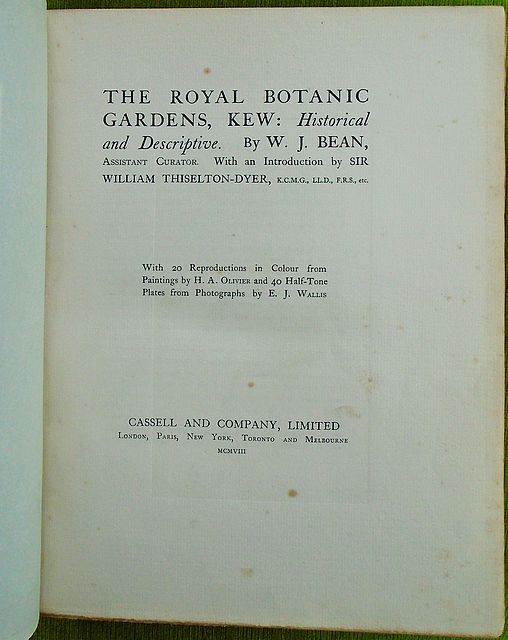 THE ROYAL BOTANIC
GARDENS, KEW: Historical
and Descriptive. By W. J. BEAN,
ASSISTANT CURATOR. With an Introduction by SIR
WILLIAM THISELTON-DYER, K.C.M.G., LL.D., F.R.S., etc.
With 20 Reproductions in Colour from
Paintings by H. A. OLIVIER and 40 Half-Tone
Plates from Photographs by E. J. WALLIS
CASSELL AND COMPANY, LIMITED
LONDON, PARIS, NEW YORK, TORONTO AND MELBOURNE
MCMVIII